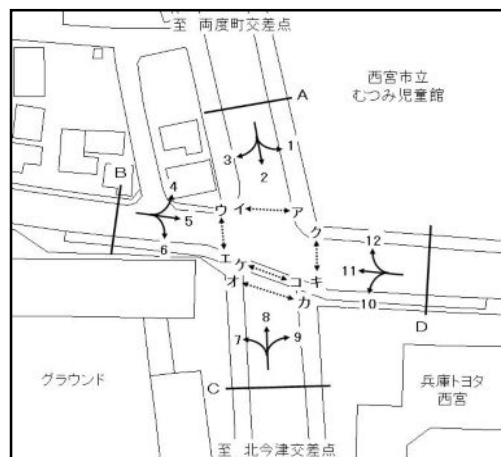 至 両度町交差点
西宮市立
むつみ児童館
A
1
3
2
B
4
ウ
イ
ア
ク
5
12
6
エ
ケ
11
コ
キ
オ
カ
10
8
D
7
9
C
グラウンド
兵庫トヨタ
西宮
至 北今津交差点